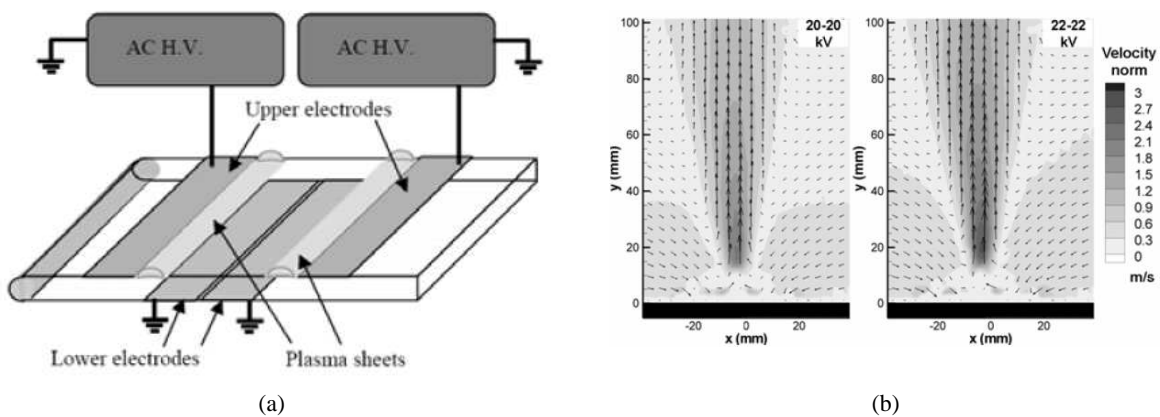 AC H.V.
AC H.V.
Upper electrodes
Lower electrodes
Plasma sheets
(a)
100
80
60
40
20
0
y (mm)
-20
0
20
x (mm)
20-20
kV
100
80
60
40
20
0
y (mm)
-20
0
20
x (mm)
22-22
kV
Velocity
norm
3
2.7
2.4
2.1
1.8
1.5
1.2
0.9
0.6
0.3
0
m/s
(b)